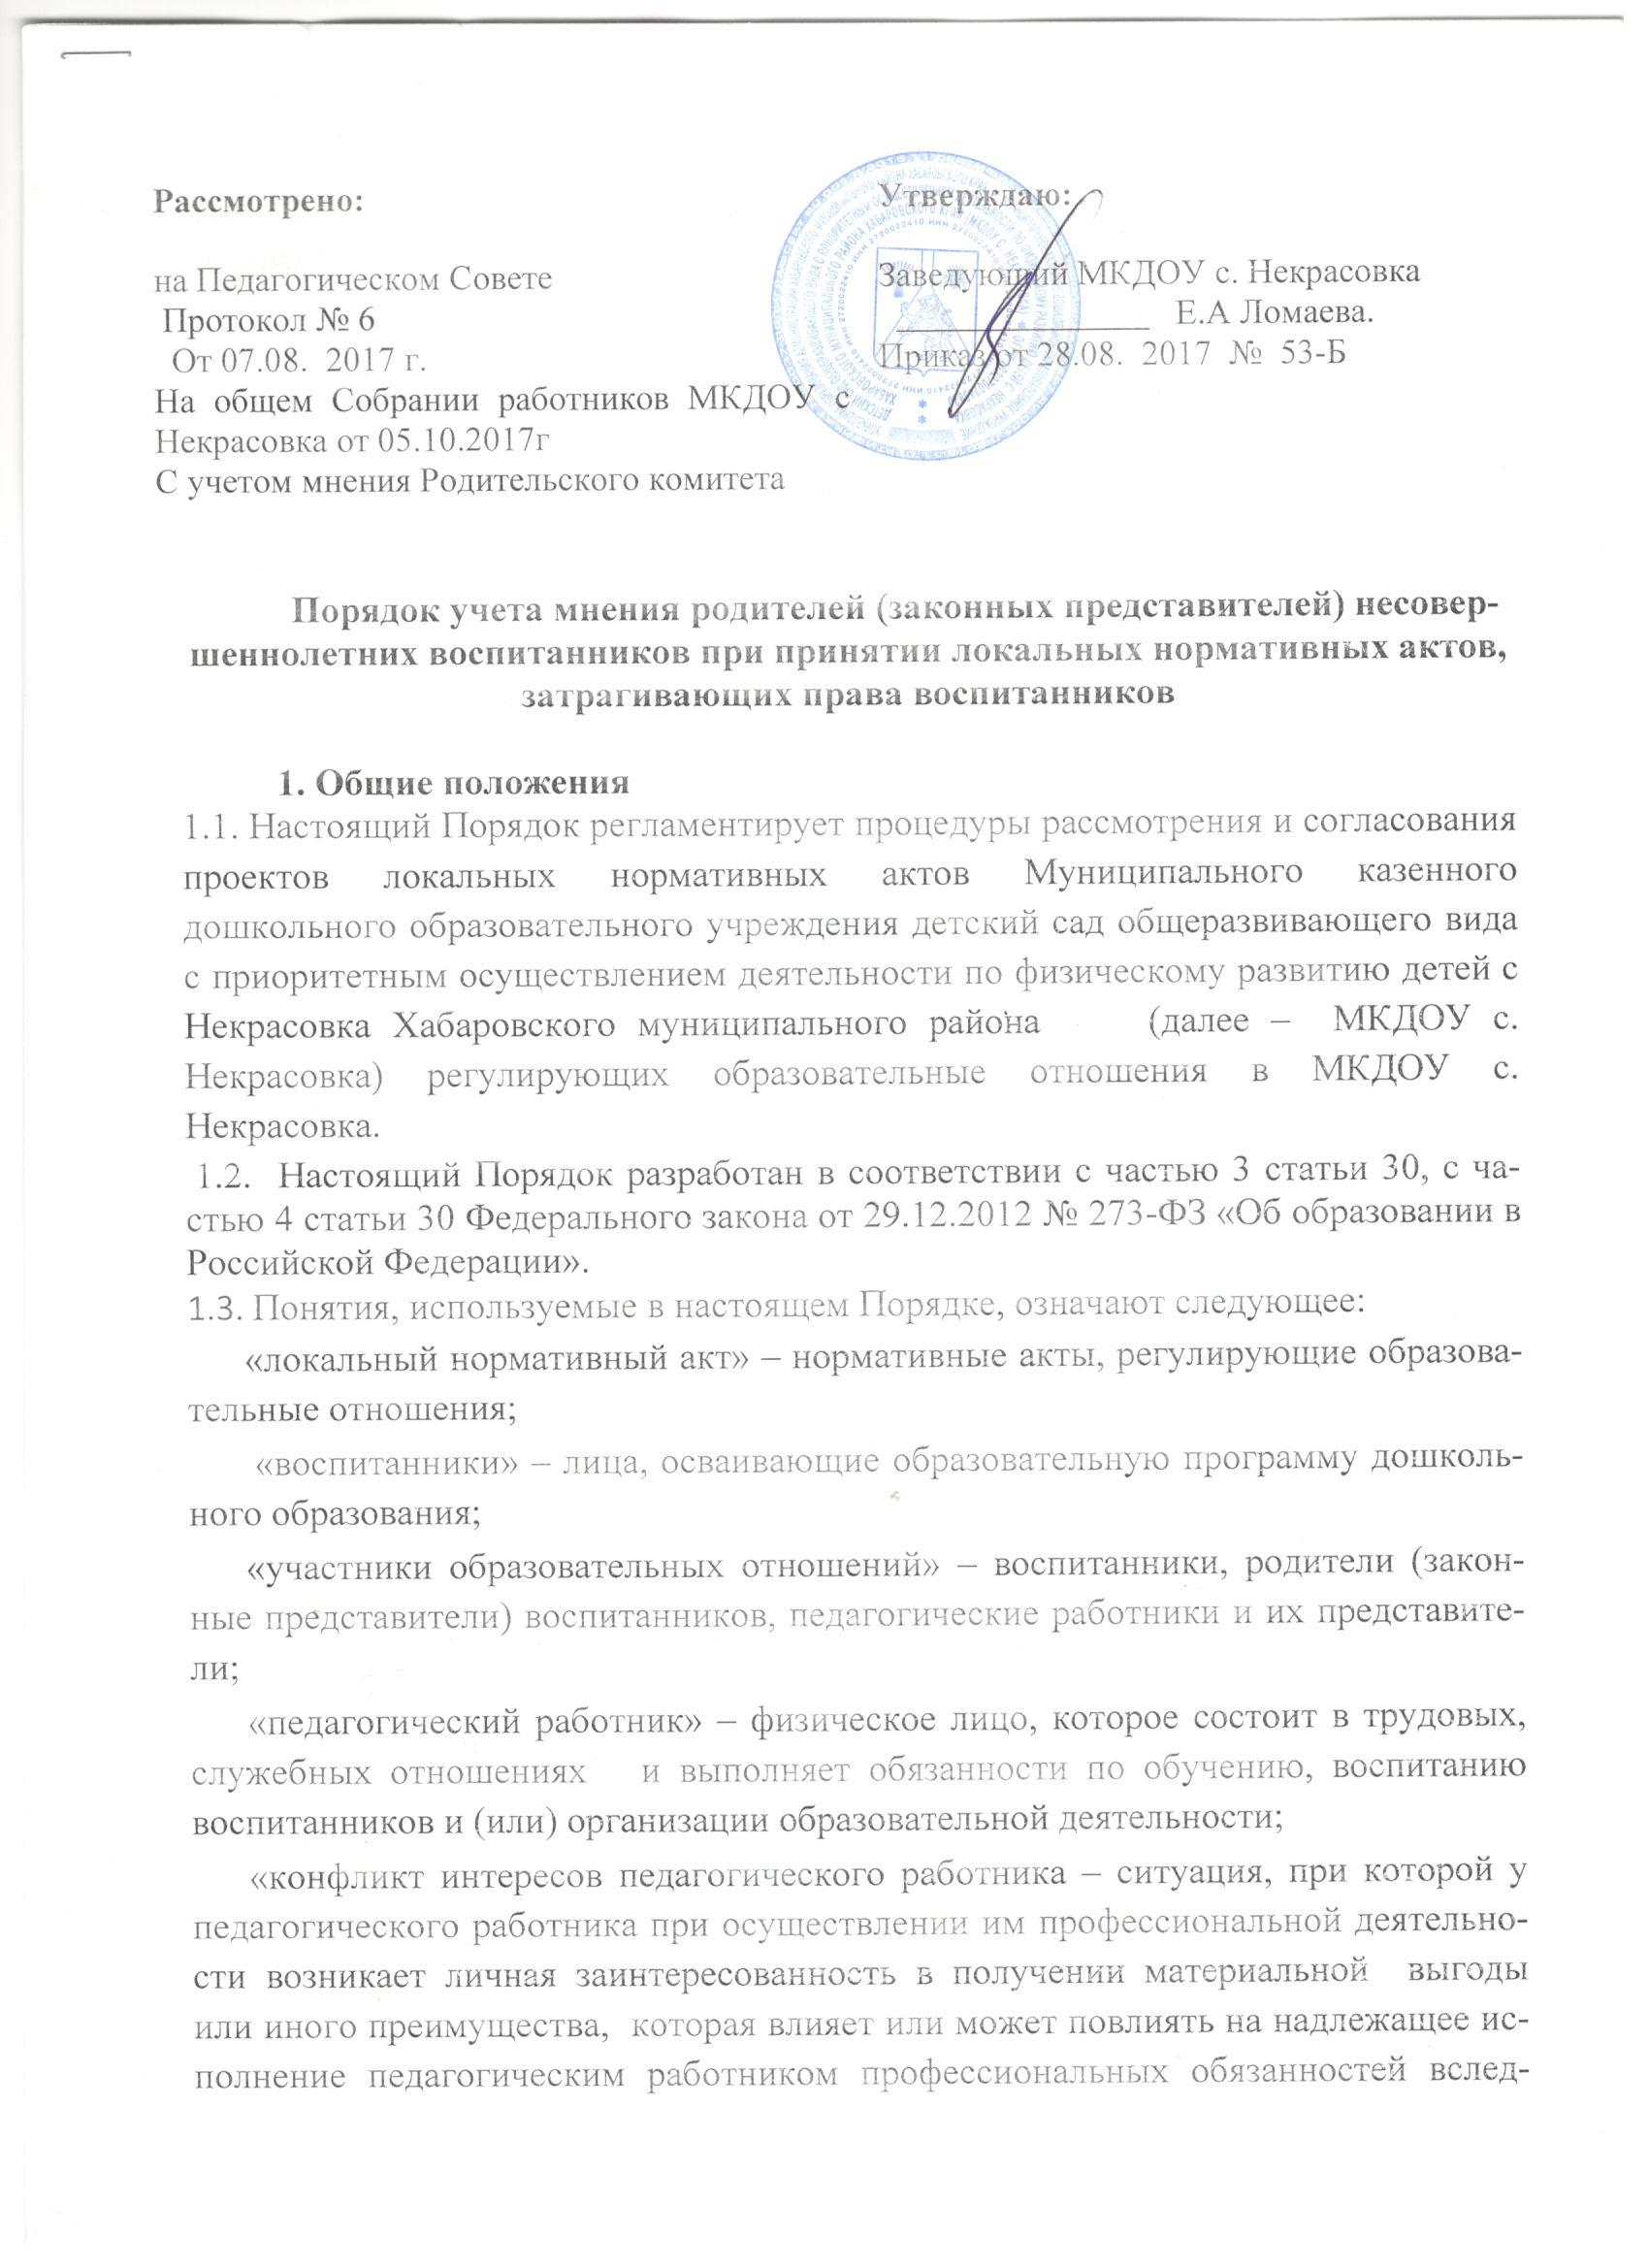 Рассмотрено:
на Педагогическом Совете
Протокол № 6
От 07.08. 2017 г.
На общем Собрании работников МКДОУ с
Некрасовка от 05.10.2017г
С учетом мнения Родительского комитета
Утверждаю:
Заведующий МКДОУ с. Некрасовка
______________ Е.А Ломаева.
Приказ от 28.08. 2017 № 53-Б
Порядок учета мнения родителей (законных представителей) несовер-
шеннолетних воспитанников при принятии локальных нормативных актов,
затрагивающих права воспитанников
1. Общие положения
1.1. Настоящий Порядок регламентирует процедуры рассмотрения и согласования
проектов локальных нормативных актов Муниципального казенного
дошкольного образовательного учреждения детский сад общеразвивающего вида
с приоритетным осуществлением деятельности по физическому развитию детей с
Некрасовка Хабаровского муниципального района (далее – МКДОУ с.
Некрасовка) регулирующих образовательные отношения в МКДОУ с.
Некрасовка.
1.2. Настоящий Порядок разработан в соответствии с частью 3 статьи 30, с ча-
стью 4 статьи 30 Федерального закона от 29.12.2012 № 273-ФЗ «Об образовании в
Российской Федерации».
1.3. Понятия, используемые в настоящем Порядке, означают следующее:
«локальный нормативный акт» – нормативные акты, регулирующие образова-
тельные отношения;
«воспитанники» – лица, осваивающие образовательную программу дошколь-
ного образования;
«участники образовательных отношений» – воспитанники, родители (закон-
ные представители) воспитанников, педагогические работники и их представите-
ли;
«педагогический работник» – физическое лицо, которое состоит в трудовых,
служебных отношениях и выполняет обязанности по обучению, воспитанию
воспитанников и (или) организации образовательной деятельности;
«конфликт интересов педагогического работника – ситуация, при которой у
педагогического работника при осуществлении им профессиональной деятельно-
сти возникает личная заинтересованность в получении материальной выгоды
или иного преимущества, которая влияет или может повлиять на надлежащее ис-
полнение педагогическим работником профессиональных обязанностей вслед-